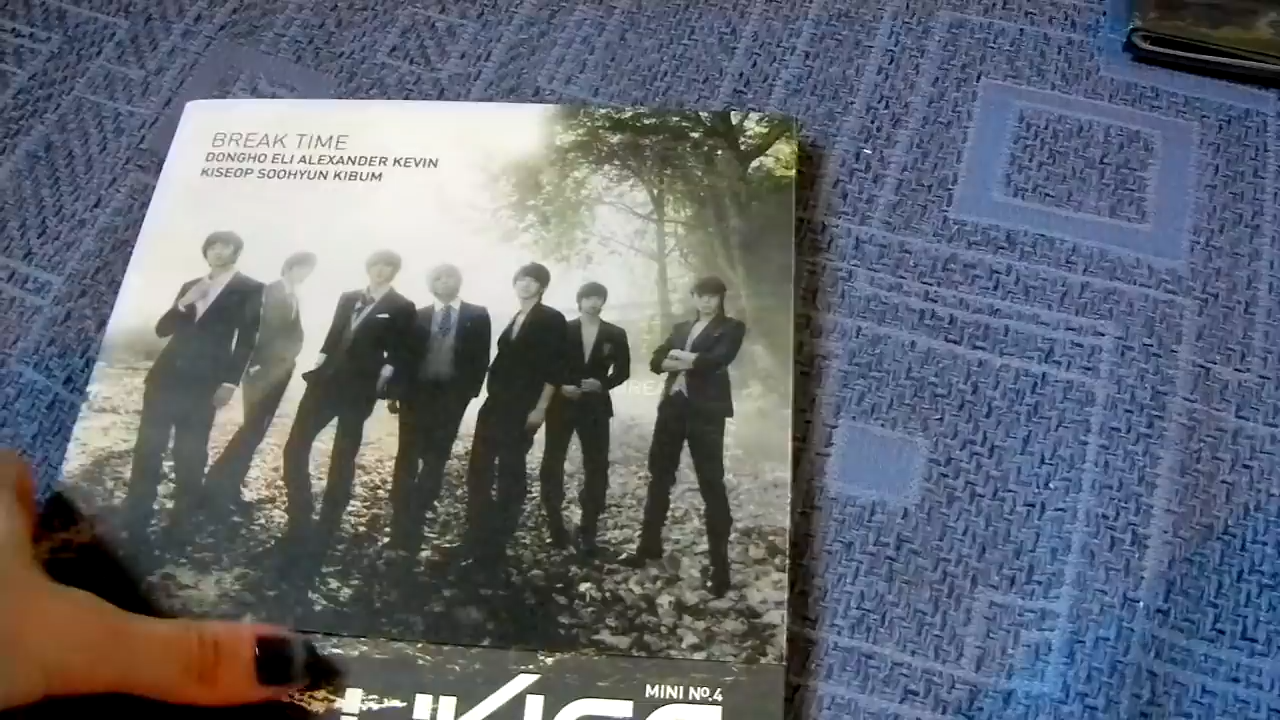 BREAK TIME
DONGHO ELI ALEXANDER KEVIN
KISEOP SOOHYUN KIBUM
MINI Nº.4